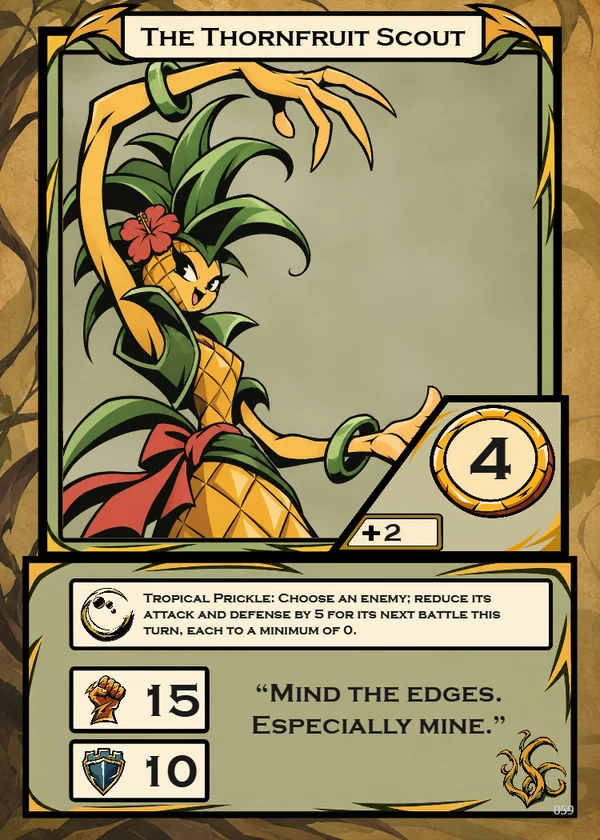 The Thornfruit Scout
4
+2
Tropical Prickle: Choose an enemy; reduce its
attack and defense by 5 for its next battle this
turn, each to a minimum of 0.
15
10
“Mind the edges.
Especially mine.”
059